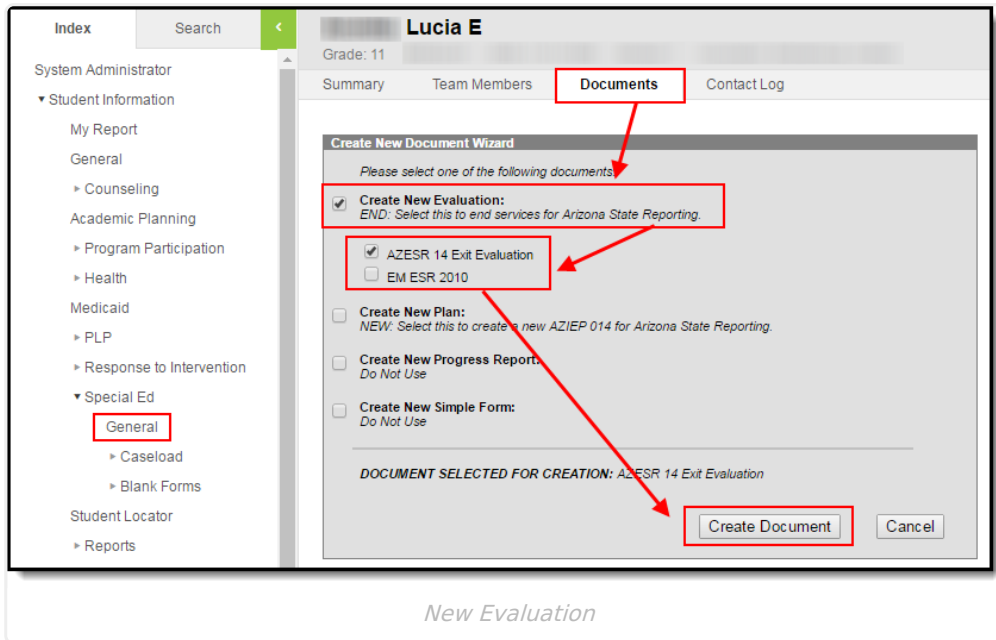 Index
Search
System Administrator
Student Information
My Report
General
Counseling
Academic Planning
Program Participation
Health
Medicaid
PLP
Response to Intervention
Special Ed
General
Caseload
Blank Forms
Student Locator
Reports
Lucia E
Grade: 11
Summary Team Members Documents Contact Log
Create New Document Wizard
Please select one of the following documents:
Create New Evaluation:
END: Select this to end services for Arizona State Reporting.
AZESR 14 Exit Evaluation
EM ESR 2010
Create New Plan:
NEW: Select this to create a new AZIEP 014 for Arizona State Reporting.
Create New Progress Report:
Do Not Use
Create New Simple Form:
Do Not Use
DOCUMENT SELECTED FOR CREATION: AZESR 14 Exit Evaluation
Create Document Cancel
New Evaluation